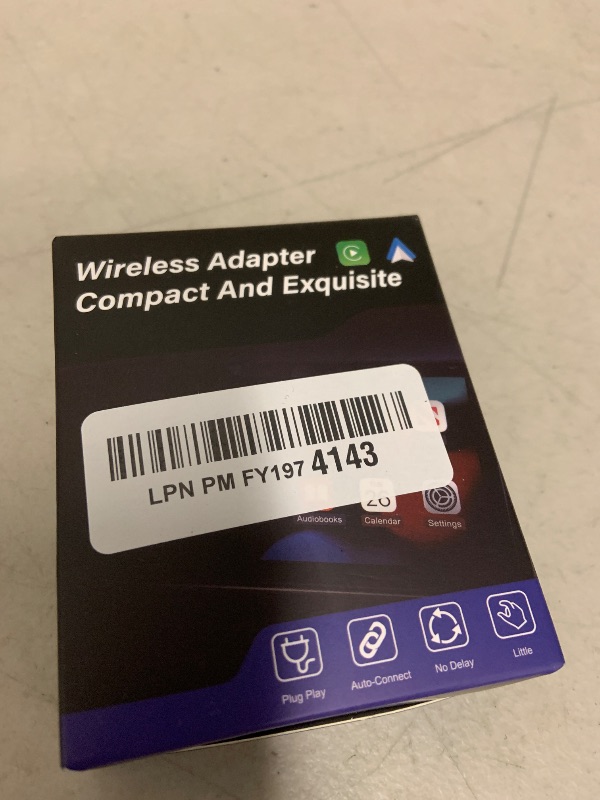 Wireless Adapter
Compact And Exquisite
LPN PM FY197 4143
26
Audiobooks
Calendar
Settings
Plug Play
Auto-Connect
No Delay
Little